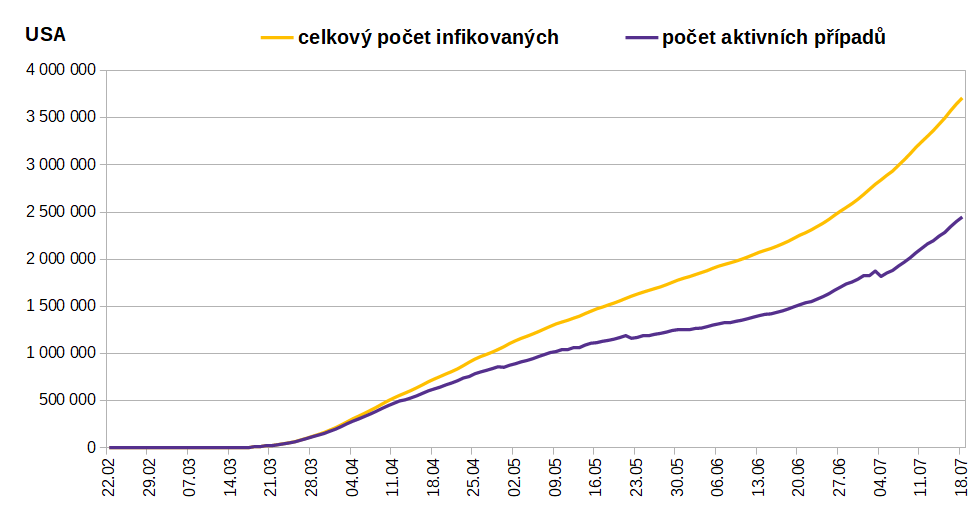 USA
celkový počet infikovaných
počet aktivních případů
4 000 000
3 500 000
3 000 000
2 500 000
2 000 000
1 500 000
1 000 000
500 000
0
22.02
29.02
07.03
14.03
21.03
28.03
04.04
11.04
18.04
25.04
02.05
09.05
16.05
23.05
30.05
06.06
13.06
20.06
27.06
04.07
11.07
18.07